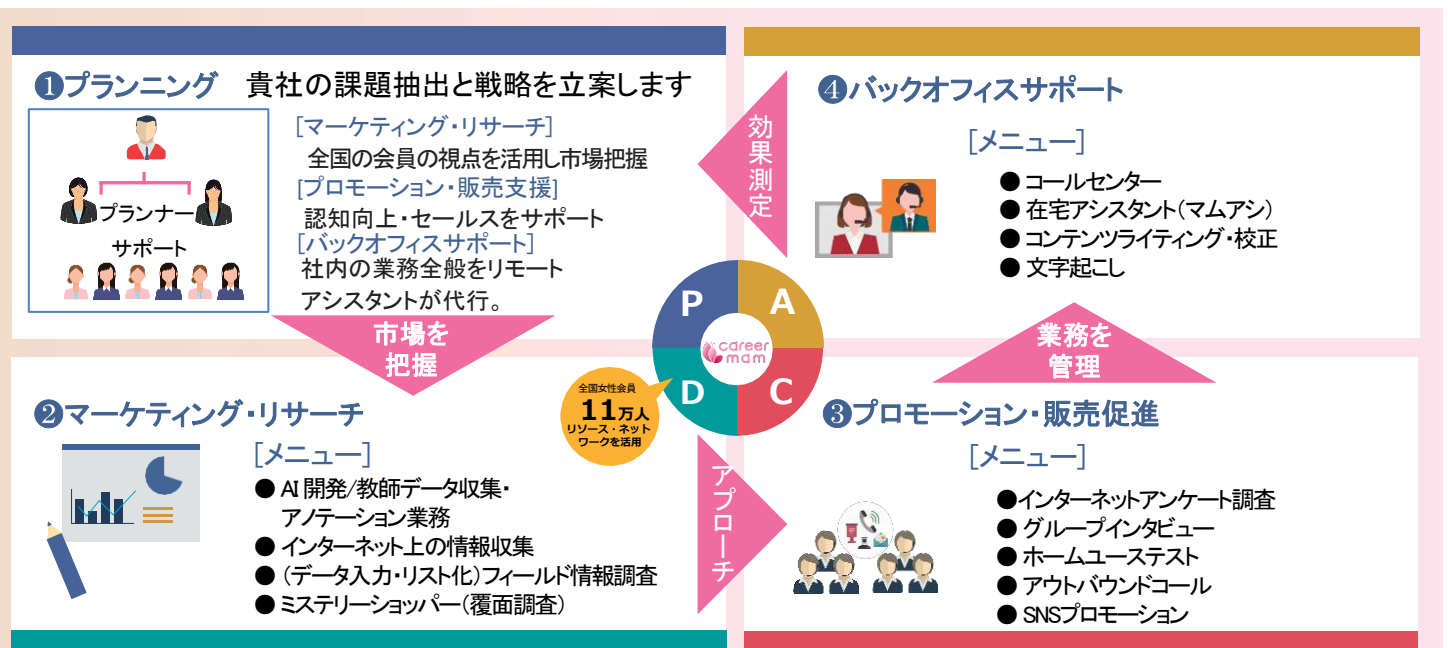 ❶プランニング 貴社の課題抽出と戦略を立案します
プランナー
サポート
[マーケティング・リサーチ]
全国の会員の視点を活用し市場把握
[プロモーション・販売支援]
認知向上・セールスをサポート
[バックオフィスサポート]
社内の業務全般をリモート
アシスタントが代行。
市場を
把握
❷マーケティング・リサーチ
[メニュー]
● AI開発/教師データ収集・
アノテーション業務
● インターネット上の情報収集
● (データ入力・リスト化)フィールド情報調査
● ミステリーショッパー(覆面調査)
アプローチ
❸プロモーション・販売促進
[メニュー]
●インターネットアンケート調査
● グループインタビュー
● ホームユーステスト
● アウトバウンドコール
● SNSプロモーション
業務を
管理
❹バックオフィスサポート
[メニュー]
● コールセンター
● 在宅アシスタント(マムアシ)
● コンテンツライティング・校正
● 文字起こし
効果測定
P
A
D
C
career
mam
全国女性会員
11万人
リソース・ネット
ワークを活用